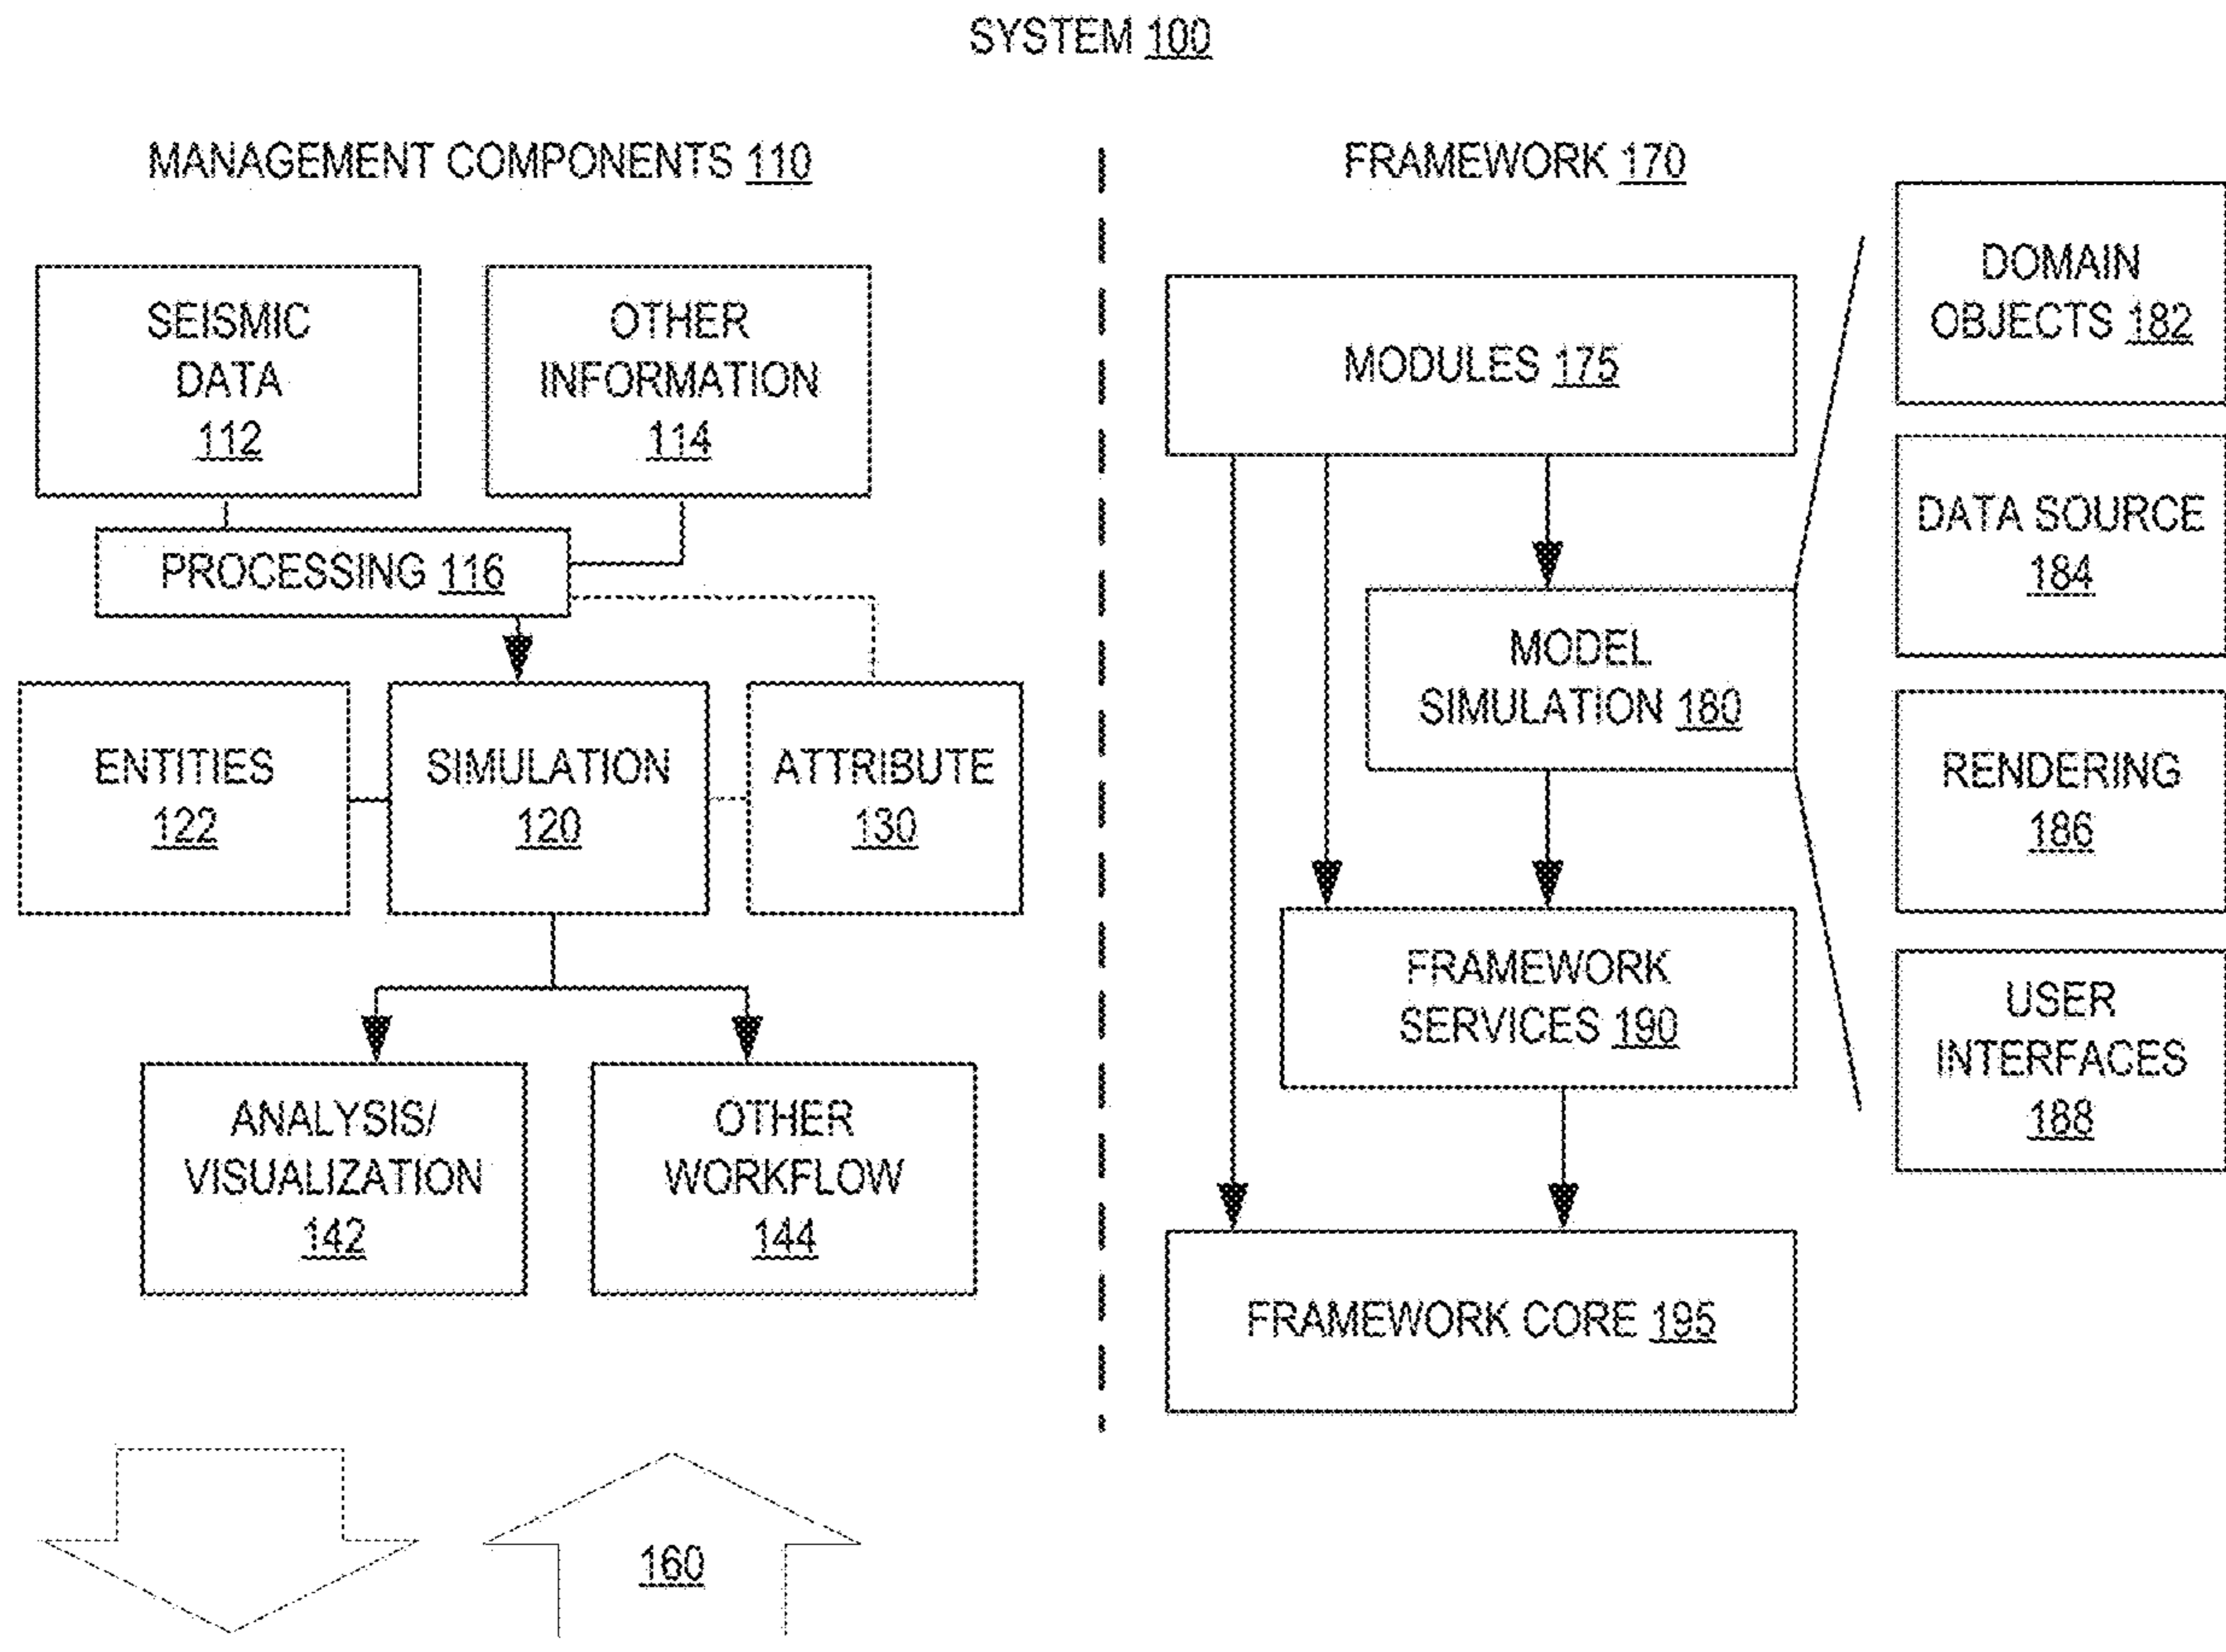 SYSTEM 100
MANAGEMENT COMPONENTS 110
SEISMIC
DATA
112
OTHER
INFORMATION
114
PROCESSING 116
ENTITIES
122
SIMULATION
120
ATTRIBUTE
130
ANALYSIS/
VISUALIZATION
142
OTHER
WORKFLOW
144
160
FRAMEWORK 170
MODULES 175
MODEL
SIMULATION 180
FRAMEWORK
SERVICES 190
FRAMEWORK CORE 195
DOMAIN
OBJECTS 182
DATA SOURCE
184
RENDERING
186
USER
INTERFACES
188